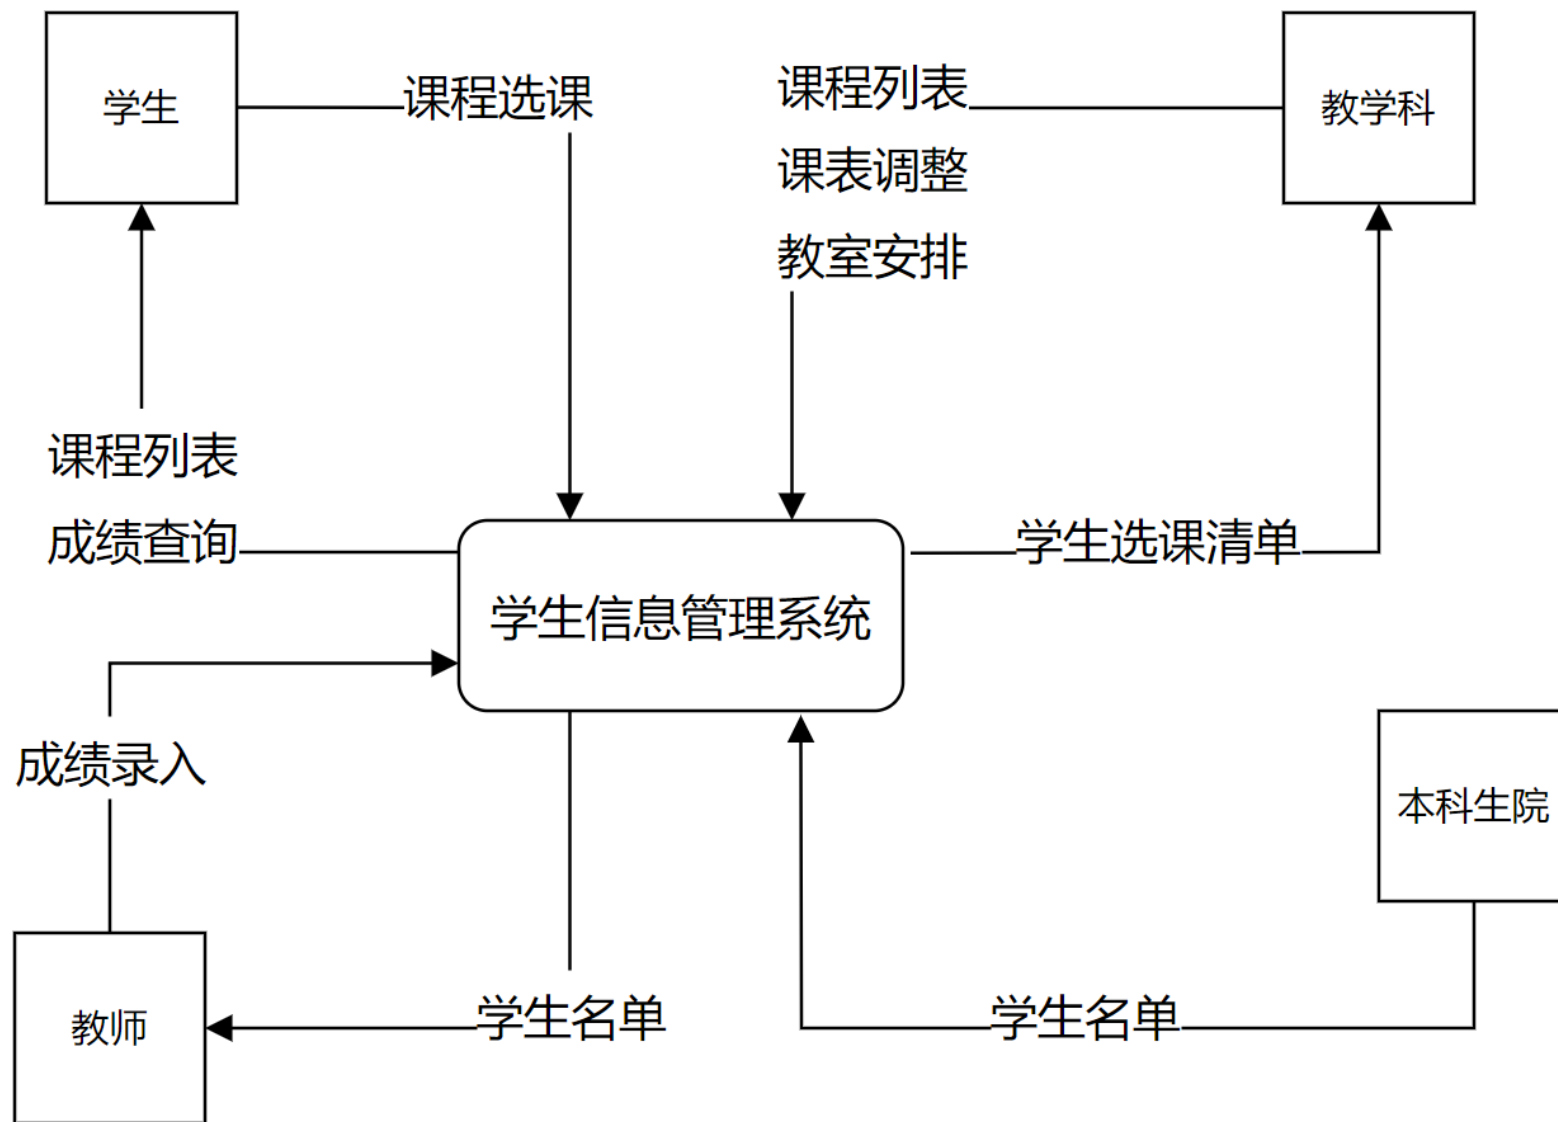 学生
课程选课
课程列表
课表调整
教室安排
教学科
课程列表
成绩查询
学生选课清单
学生信息管理系统
成绩录入
本科生院
教师
学生名单
学生名单